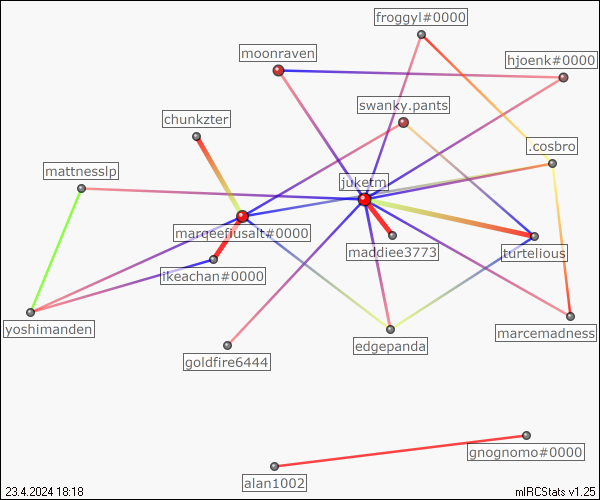 froggyl#0000
moonraven
hjoenk#0000
swanky.pants
chunkzter
.cosbro
mattnesslp
juketm
marqeefiusalt#0000
maddiee3773
turtelious
ikeachan#0000
yoshimanden
marcemadness
edgepanda
goldfire6444
gnognomo#0000
alan1002
23.4.2024 18:18
mIRCStats v1.25